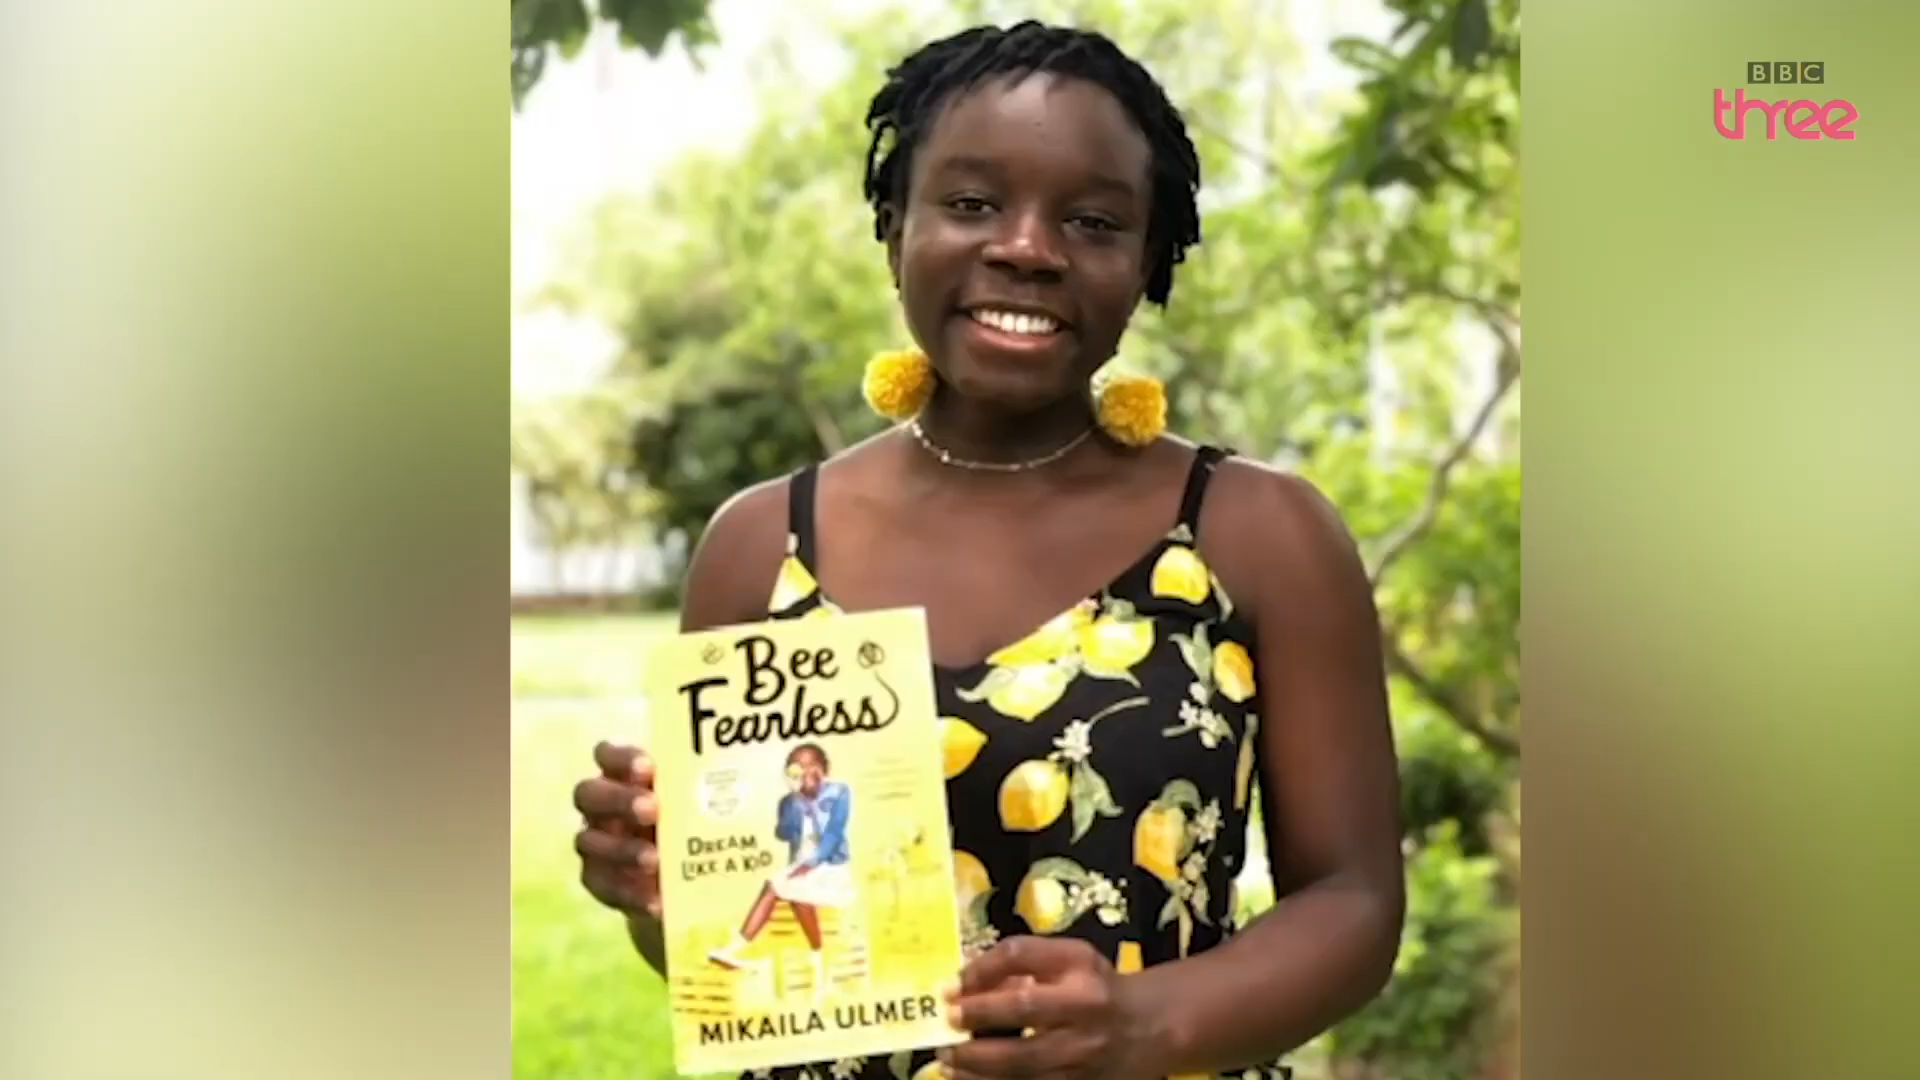 BBC
three
Bee
Fearless
DREAM
LIKE A KID
MIKAILA ULMER